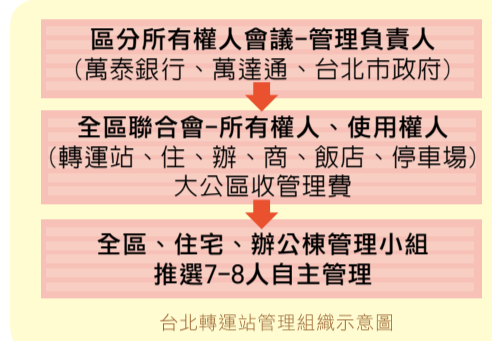 區分所有權人會議-管理負責人
(萬泰銀行、萬達通、台北市政府)
全區聯合會-所有權人、使用權人
(轉運站、住、辦、商、飯店、停車場)
大公區收管理費
全區、住宅、辦公棟管理小組
推選7-8人自主管理
台北轉運站管理組織示意圖